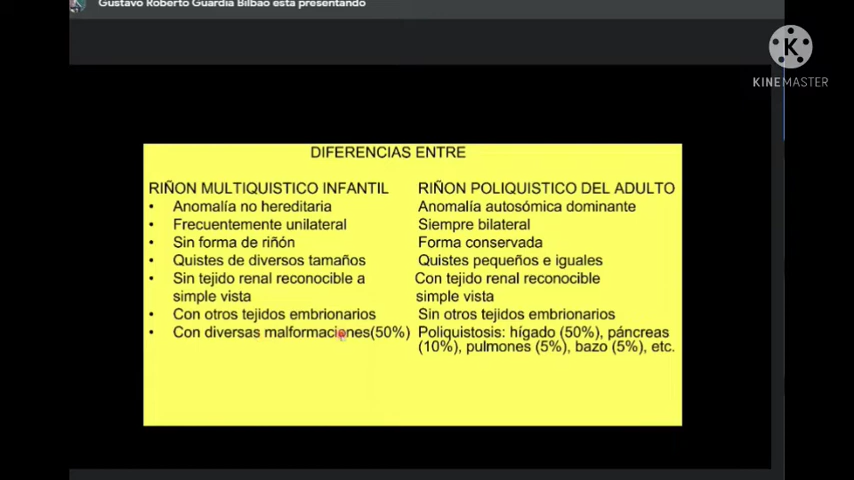 Gustavo Roberto Guardia Bilbao está presentando
K
KINEMASTER
DIFERENCIAS ENTRE
RIÑON MULTIQUISTICO INFANTIL
• Anomalía no hereditaria
• Frecuentemente unilateral
• Sin forma de riñón
• Quistes de diversos tamaños
• Sin tejido renal reconocible a
simple vista
• Con otros tejidos embrionarios
• Con diversas malformaciones(50%)
RIÑON POLIQUISTICO DEL ADULTO
Anomalía autosómica dominante
Siempre bilateral
Forma conservada
Quistes pequeños e iguales
Con tejido renal reconocible
simple vista
Sin otros tejidos embrionarios
Poliquistosis: hígado (50%), páncreas
(10%), pulmones (5%), bazo (5%), etc.